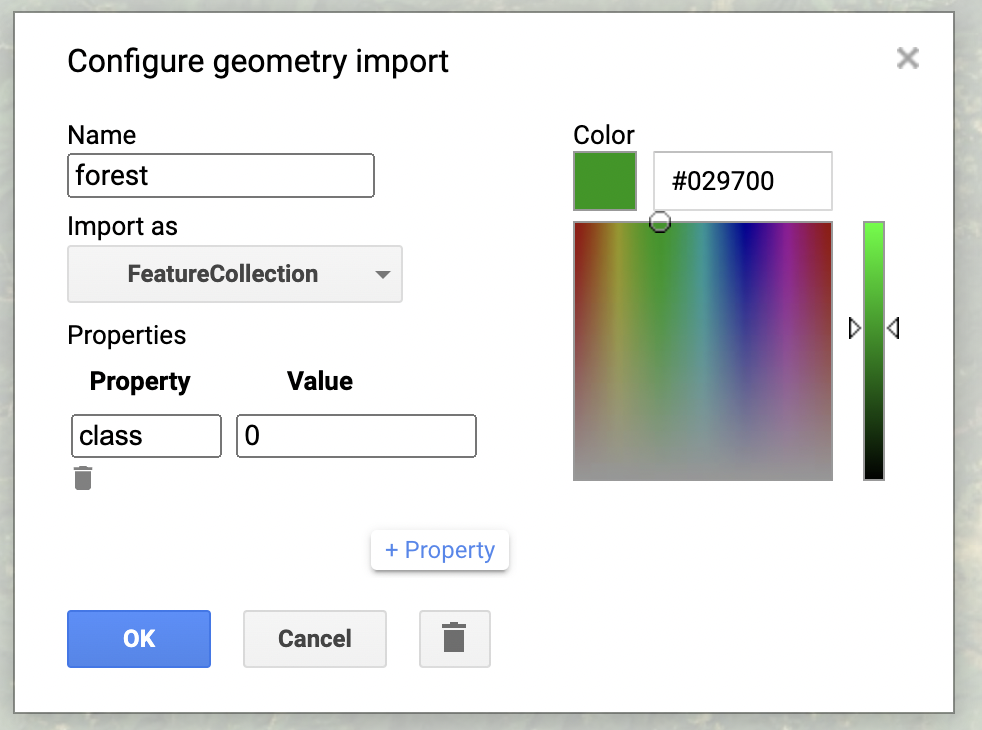 Configure geometry import
Name
forest
Import as
FeatureCollection
Properties
Property Value
class 0
+ Property
OK Cancel
Color
#029700